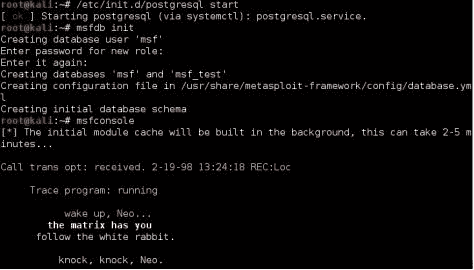 root@kali:~# /etc/init.d/postgresql start
[ ok ] Starting postgresql (via systemctl): postgresql.service.
root@kali:~# msfdb init
Creating database user 'msf'
Enter password for new role:
Enter it again:
Creating databases 'msf' and 'msf_test'
Creating configuration file in /usr/share/metasploit-framework/config/database.ym
l
Creating initial database schema
root@kali:~# msfconsole
[*] The initial module cache will be built in the background, this can take 2-5 m
inutes...
Call trans opt: received. 2-19-98 13:24:18 REC:Loc
Trace program: running
wake up, Neo...
the matrix has you
follow the white rabbit.
knock, knock, Neo.